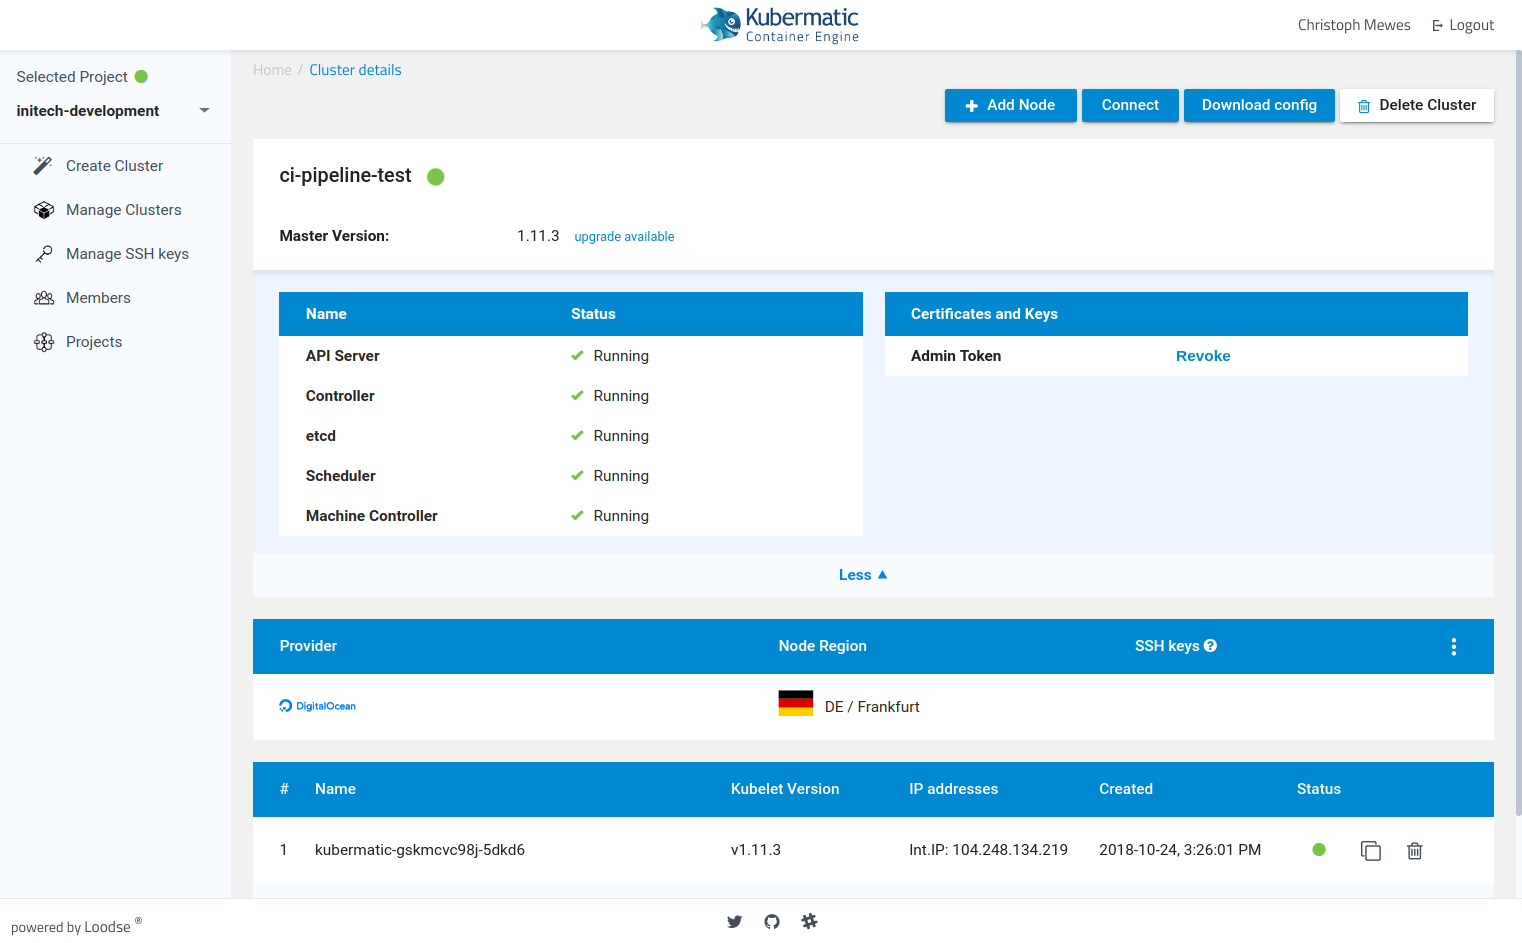 Kubermatic
Container Engine
Christoph Mewes Logout
Selected Project
initech-development
Create Cluster
Manage Clusters
Manage SSH keys
Members
Projects
Home / Cluster details
Add Node Connect Download config Delete Cluster
ci-pipeline-test
Master Version: 1.11.3 upgrade available
Name Status
API Server Running
Controller Running
etcd Running
Scheduler Running
Machine Controller Running
Certificates and Keys
Admin Token Revoke
Less
Provider Node Region SSH keys
DigitalOcean DE / Frankfurt
# Name Kubelet Version IP addresses Created Status
1 kubermatic-gskmcvc98j-5dkd6 v1.11.3 Int.IP: 104.248.134.219 2018-10-24, 3:26:01 PM
powered by Loodse ®